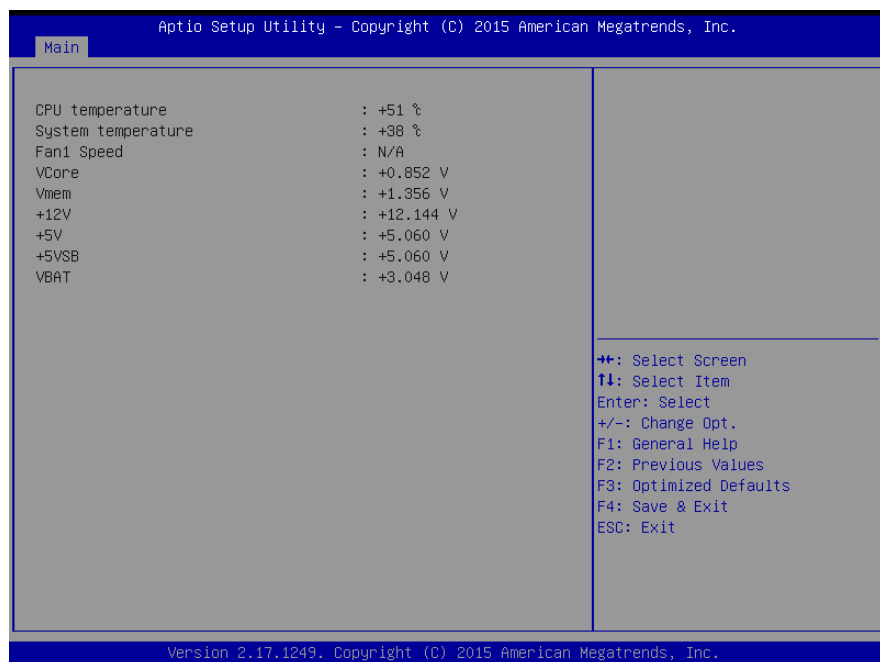 Aptio Setup Utility – Copyright (C) 2015 American Megatrends, Inc.
Main
CPU temperature : +51 ℃
System temperature : +38 ℃
Fan1 Speed : N/A
VCore : +0.852 V
Vmem : +1.356 V
+12V : +12.144 V
+5V : +5.060 V
+5VSB : +5.060 V
VBAT : +3.048 V
→←: Select Screen
↑↓: Select Item
Enter: Select
+/-: Change Opt.
F1: General Help
F2: Previous Values
F3: Optimized Defaults
F4: Save & Exit
ESC: Exit
Version 2.17.1249. Copyright (C) 2015 American Megatrends, Inc.